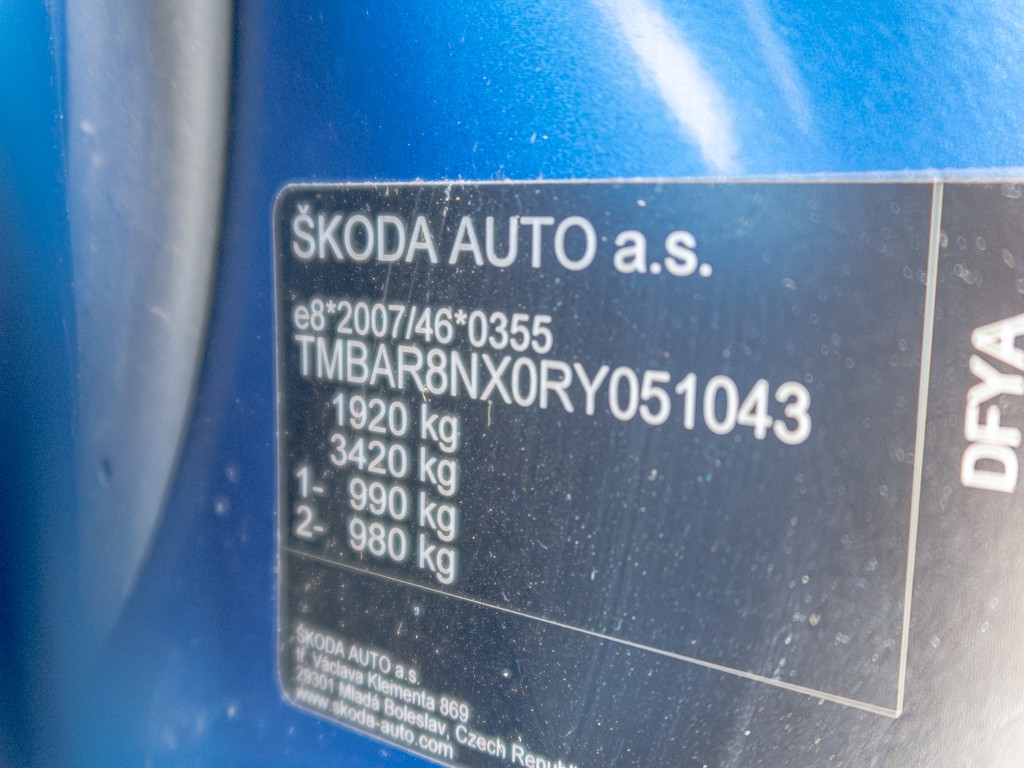 ŠKODA AUTO a.s.
e8*2007/46*0355
TMBAR8NX0RY051043
1920 kg
3420 kg
1- 990 kg
2- 980 kg
ŠKODA AUTO a.s.
tř. Václava Klementa 869
29301 Mladá Boleslav, Czech Republi
www.skoda-auto.com
DFYA